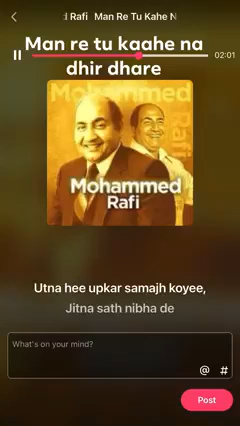 d Rafi Man Re Tu Kahe N
Man re tu kaahe na
dhir dhare
02:01
Mohammed
Rafi
Mohammed
Rafi
Utna hee upkar samajh koyee,
Jitna sath nibha de
What's on your mind?
@ #
Post